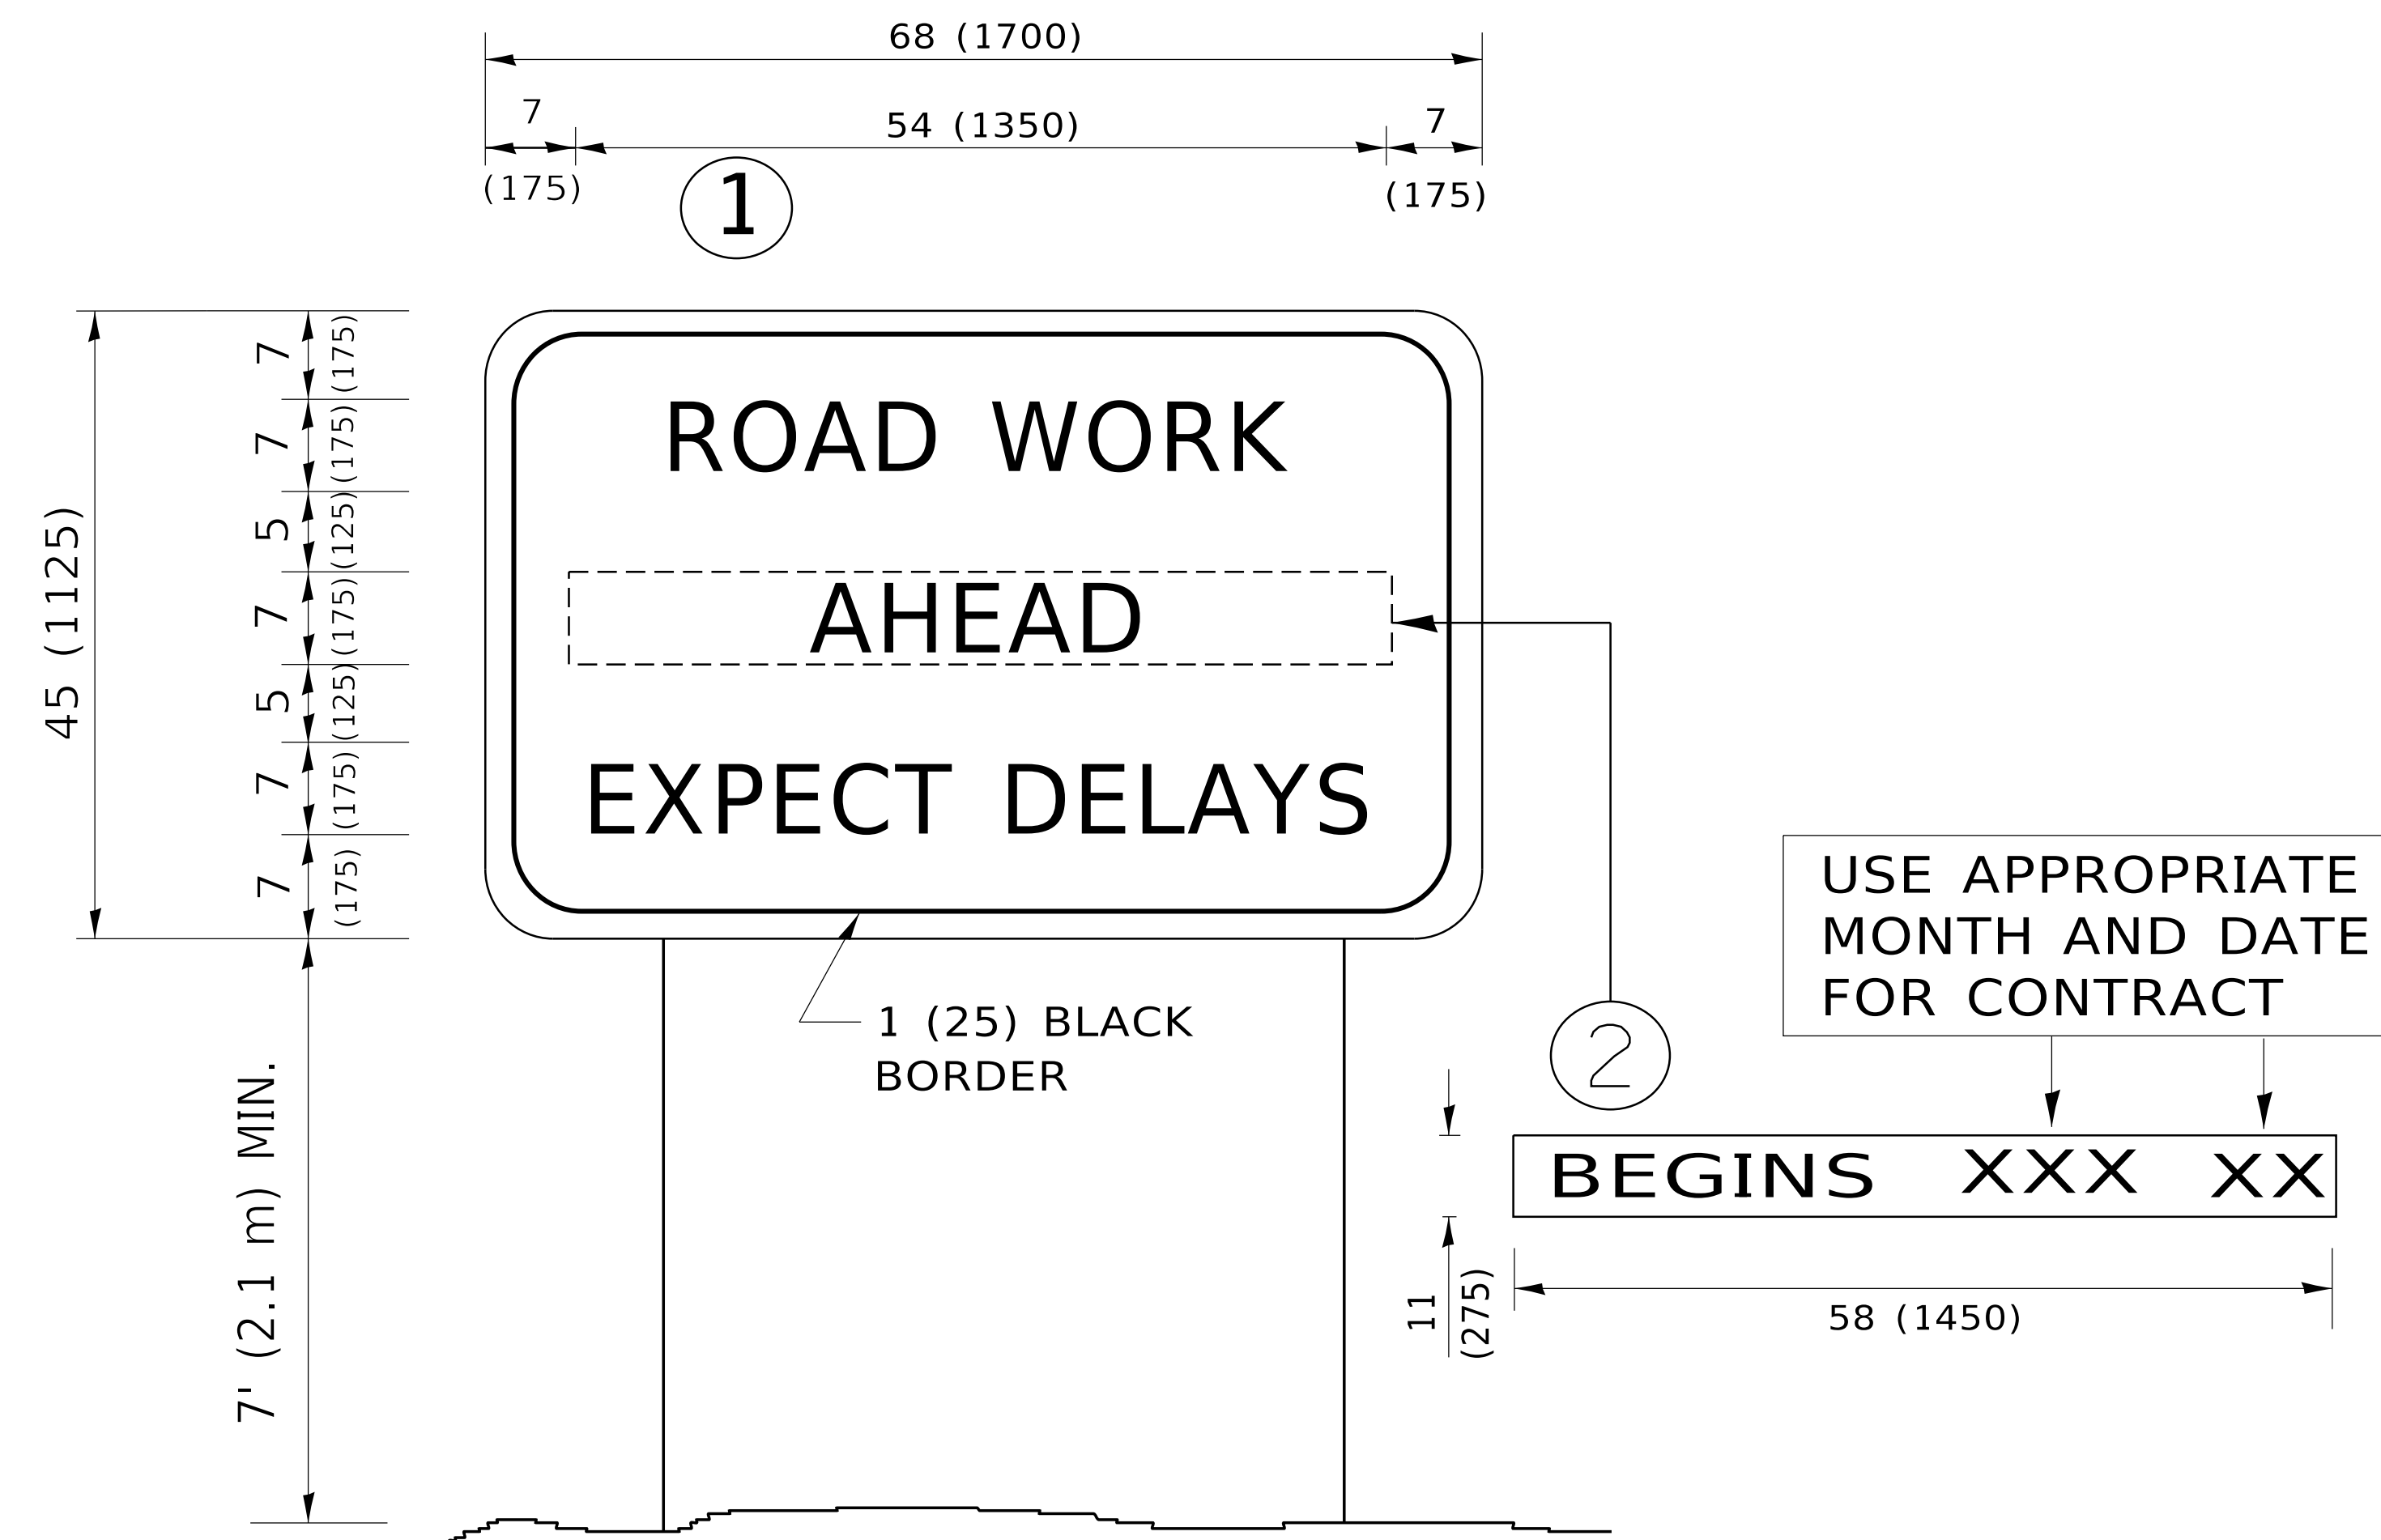 68 (1700)
7
54 (1350)
7
(175)
(175)
1
7
(175)
7
(175)
5
(125)
7
(175)
5
(125)
7
(175)
7
(175)
45 (1125)
ROAD WORK
AHEAD
EXPECT DELAYS
USE APPROPRIATE
MONTH AND DATE
FOR CONTRACT
1 (25) BLACK
BORDER
2
7' (2.1 m) MIN.
BEGINS XXX XX
11
(275)
58 (1450)